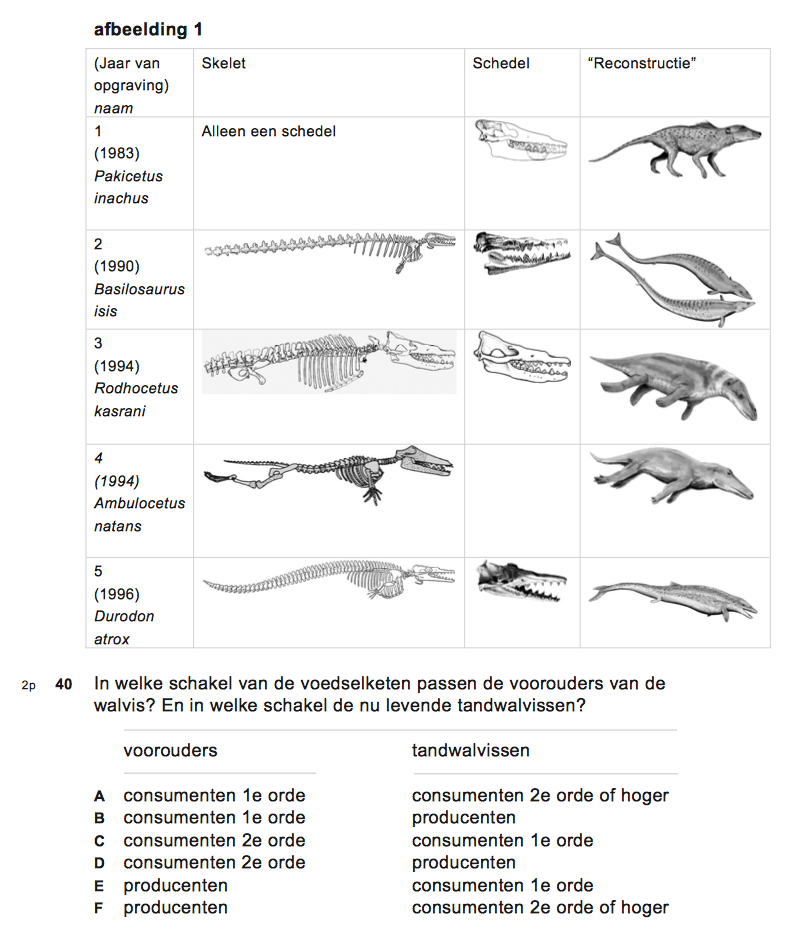 afbeelding 1
(Jaar van
opgraving)
naam
Skelet
Schedel
“Reconstructie”
1
(1983)
Pakicetus
inachus
Alleen een schedel
2
(1990)
Basilosaurus
isis
3
(1994)
Rodhocetus
kasrani
4
(1994)
Ambulocetus
natans
5
(1996)
Durodon
atrox
2p 40 In welke schakel van de voedselketen passen de voorouders van de
walvis? En in welke schakel de nu levende tandwalvissen?
voorouders tandwalvissen
A consumenten 1e orde consumenten 2e orde of hoger
B consumenten 1e orde producenten
C consumenten 2e orde consumenten 1e orde
D consumenten 2e orde producenten
E producenten consumenten 1e orde
F producenten consumenten 2e orde of hoger